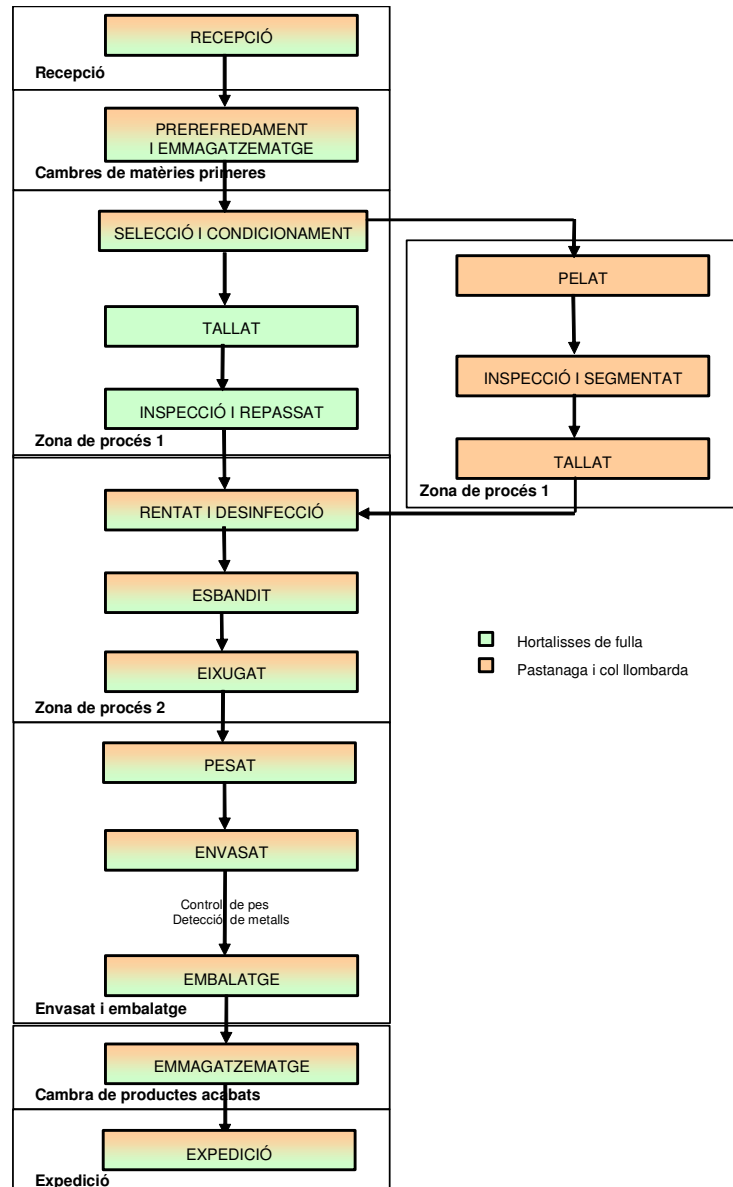 RECEPCIÓ
Recepció
PREREFREDAMENT
I EMMAGATZEMATGE
Cambres de matèries primeres
SELECCIÓ I CONDICIONAMENT
TALLAT
INSPECCIÓ I REPASSAT
Zona de procés 1
PELAT
INSPECCIÓ I SEGMENTAT
TALLAT
Zona de procés 1
RENTAT I DESINFECCIÓ
ESBANDIT
EIXUGAT
Zona de procés 2
Hortalisses de fulla
Pastanaga i col llombarda
PESAT
ENVASAT
Control de pes
Detecció de metalls
EMBALATGE
Envasat i embalatge
EMMAGATZEMATGE
Cambra de productes acabats
EXPEDICIÓ
Expedició